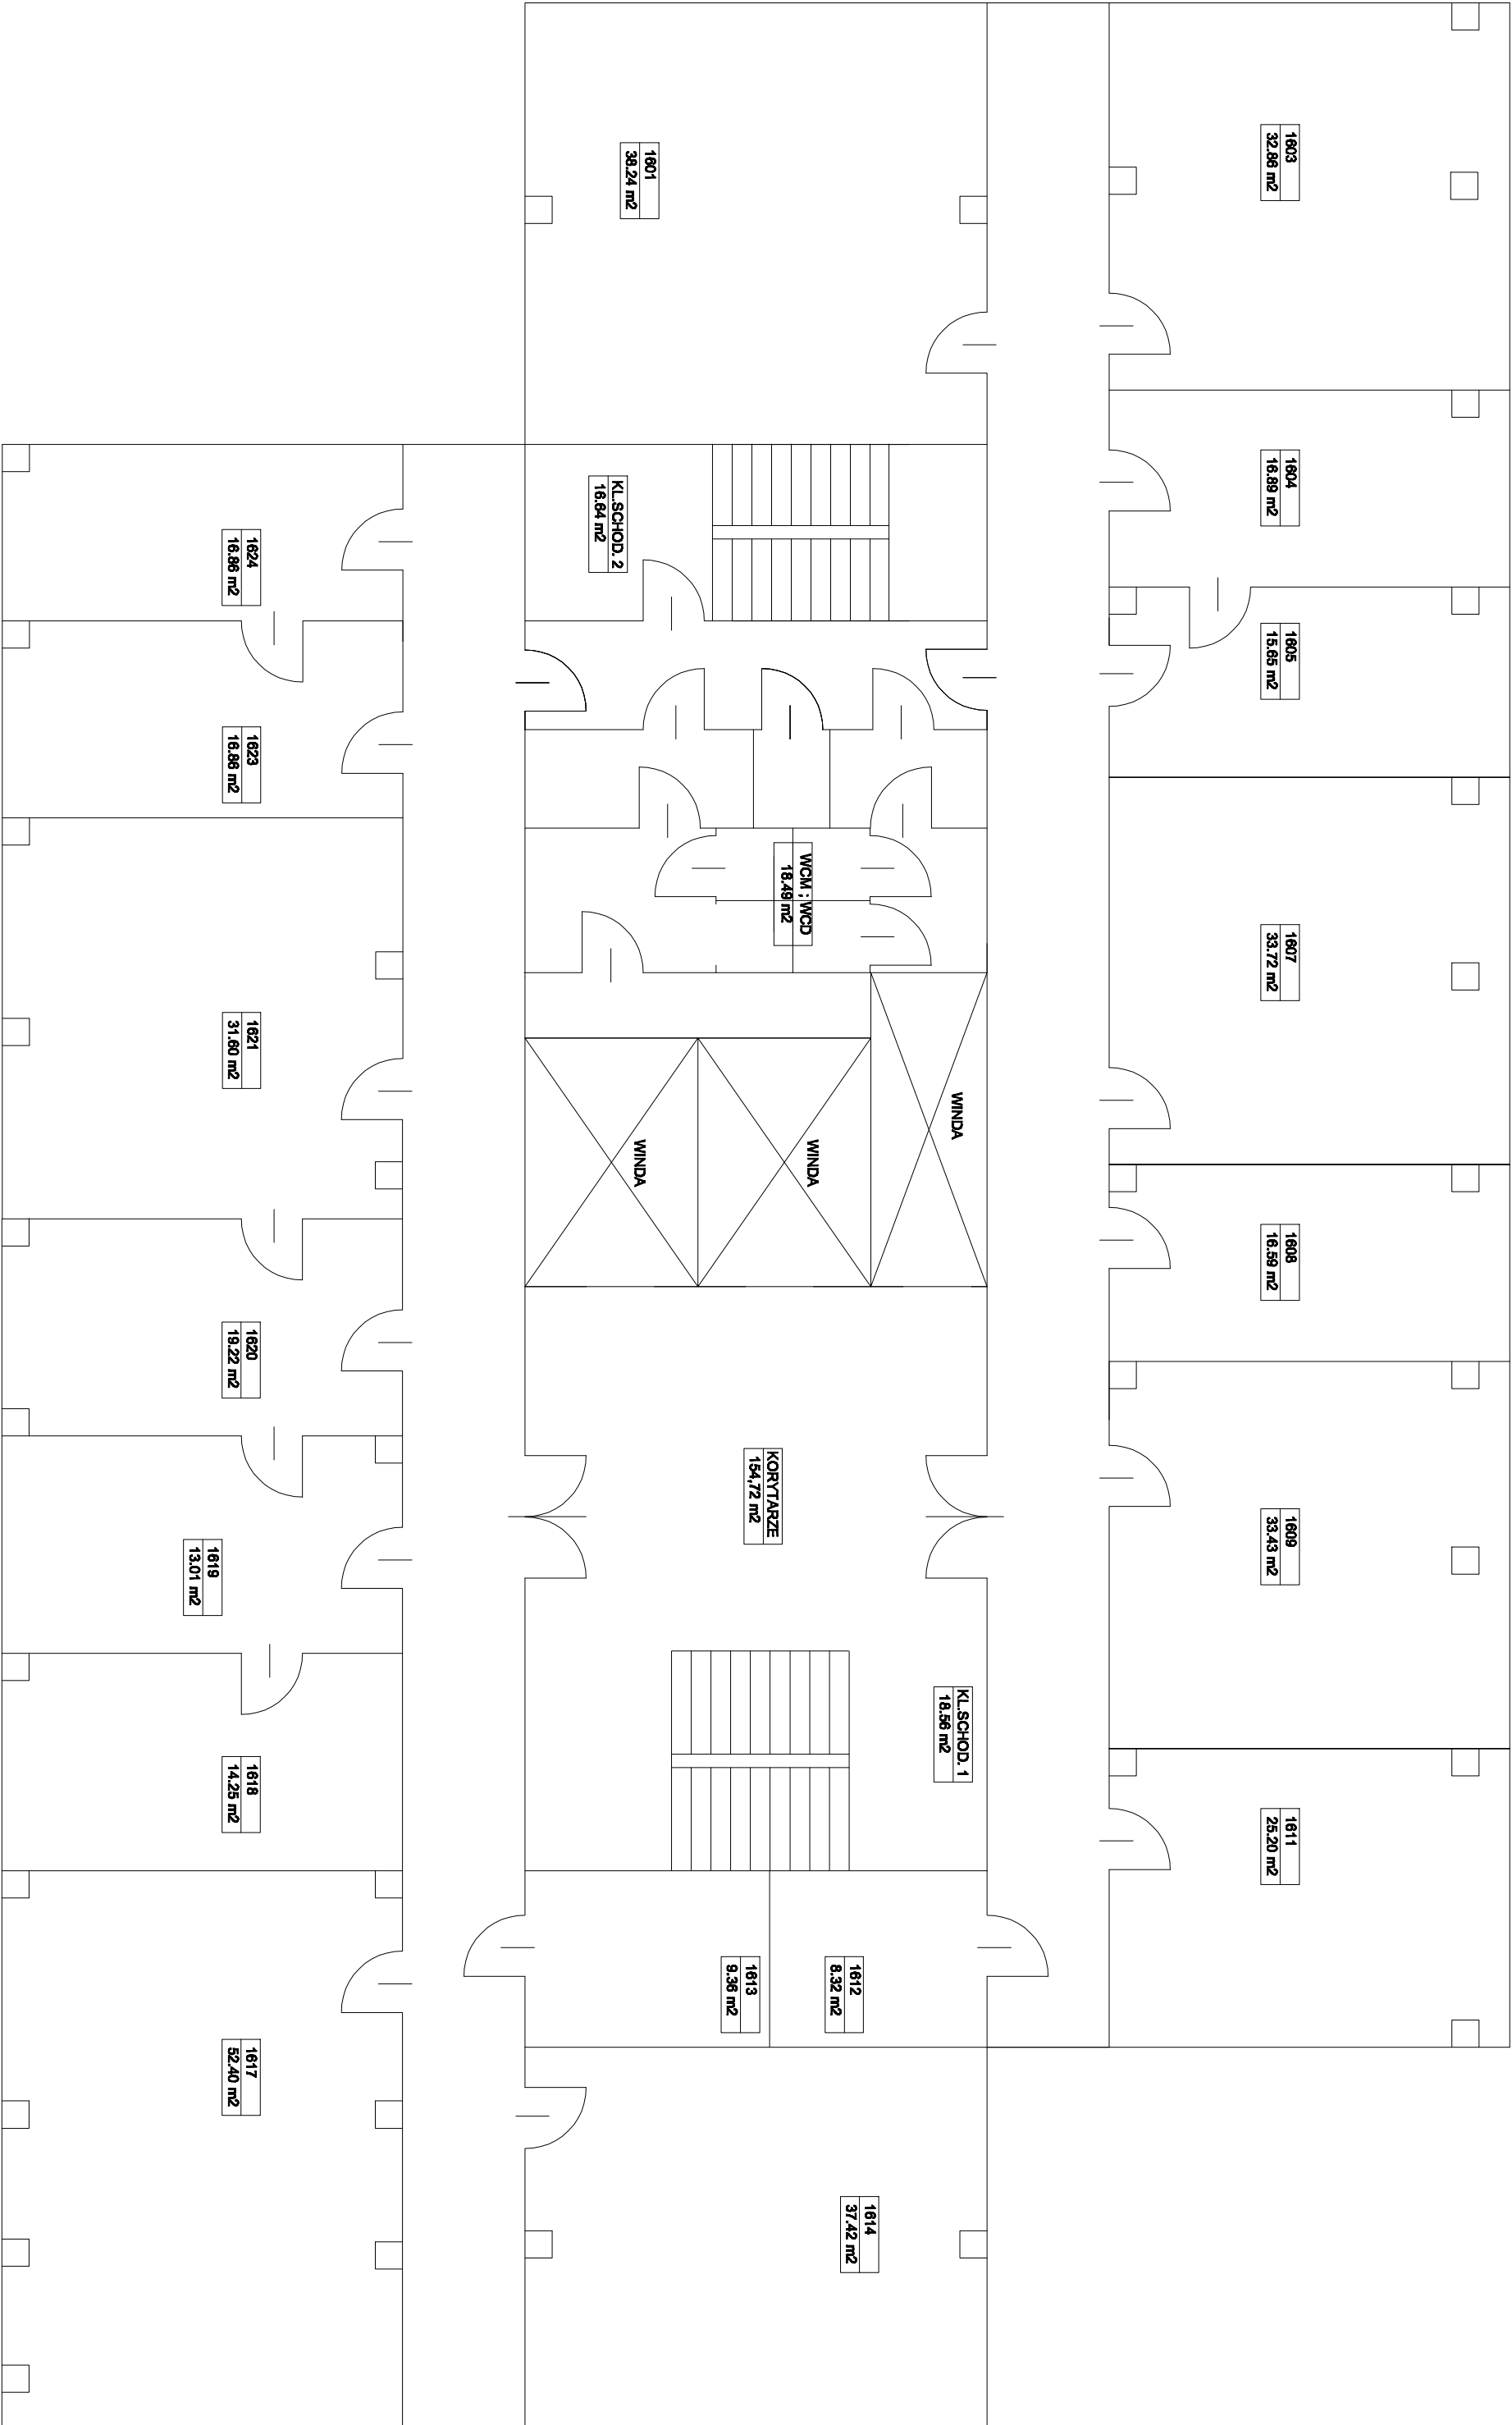 1603
32.86 m2
1604
16.89 m2
1605
15.65 m2
1607
33.72 m2
1608
16.59 m2
1609
33.43 m2
1611
25.20 m2
1601
38.24 m2
KL.SCHOD. 2
16.64 m2
WCM ; WCD
18.49 m2
WINDA
WINDA
WINDA
KORYTARZE
154,72 m2
KL.SCHOD. 1
18.56 m2
1612
8.32 m2
1613
9.36 m2
1614
37.42 m2
1624
16.86 m2
1623
16.86 m2
1621
31.60 m2
1620
19.22 m2
1619
13.01 m2
1618
14.25 m2
1617
52.40 m2